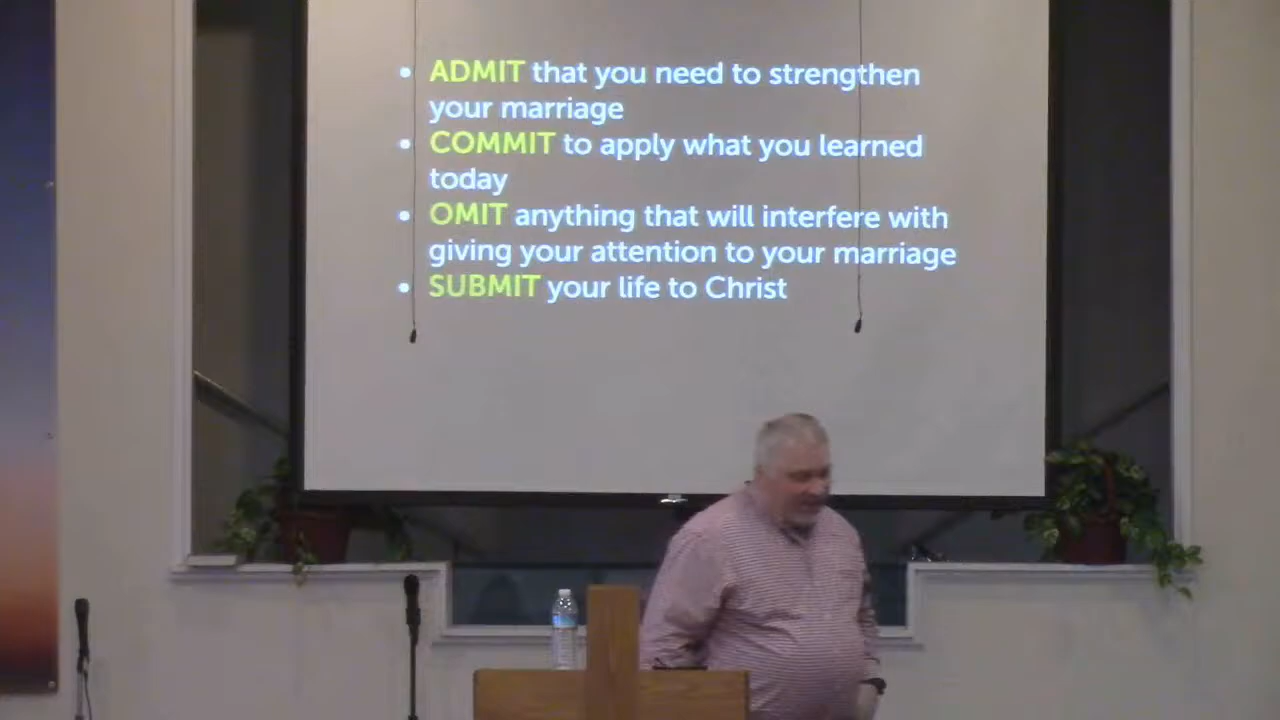 • ADMIT that you need to strengthen
your marriage
• COMMIT to apply what you learned
today
• OMIT anything that will interfere with
giving your attention to your marriage
• SUBMIT your life to Christ